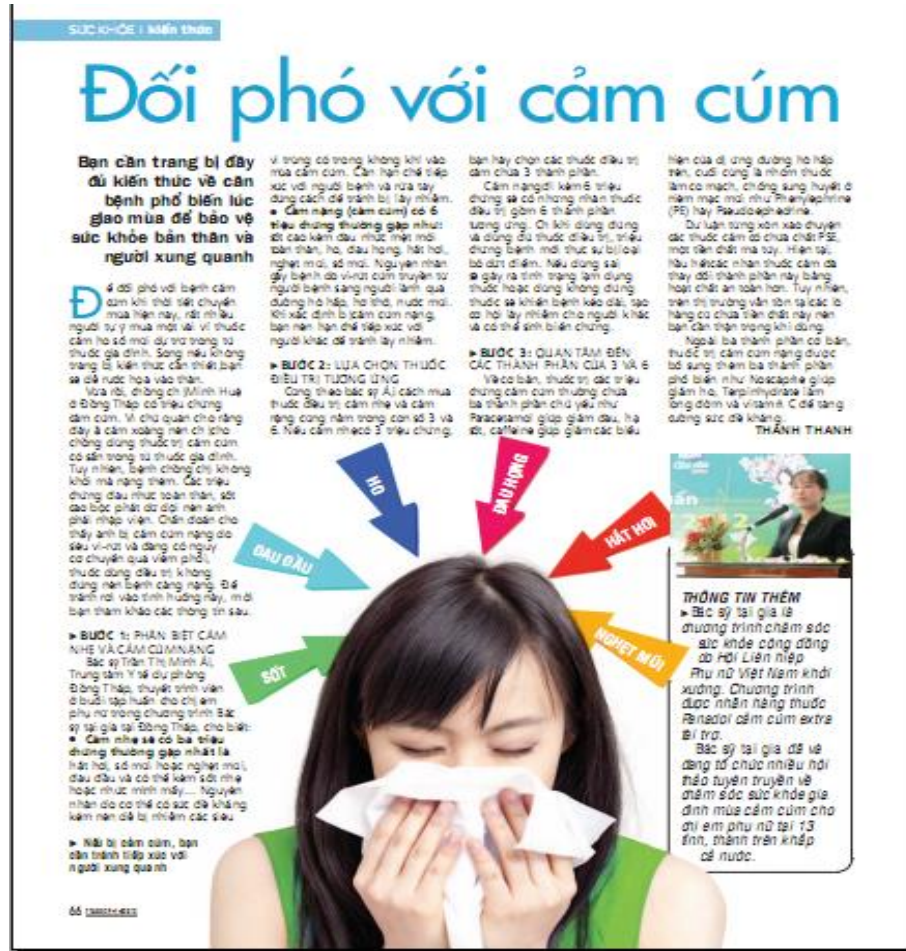 SỨC KHỎE I kiến thức
Đối phó với cảm cúm
Bạn cần trang bị đầy
đủ kiến thức về căn
bệnh phổ biến lúc
giao mùa để bảo vệ
sức khỏe bản thân và
người xung quanh
Để đối phó với bệnh cảm
cúm khi thời tiết chuyển
mùa hiện nay, rất nhiều
người tự ý mua một vài vỉ thuốc
cảm ho sổ mũi dự trữ trong tủ
thuốc gia đình. Song nếu không
trang bị kiến thức cần thiết bạn
sẽ dễ rước họa vào thân.
Vừa rồi, chồng chị Minh Huệ
ở Đồng Tháp có triệu chứng
cảm cúm. Vì chủ quan cho rằng
đây là cảm xoàng nên chị cho
chồng dùng thuốc trị cảm cúm
có sẵn trong tủ thuốc gia đình.
Tuy nhiên, bệnh chồng chị không
khỏi mà nặng thêm. Các triệu
chứng đau nhức toàn thân, sốt
cao bộc phát dữ dội nên anh
phải nhập viện. Chẩn đoán cho
thấy anh bị cảm cúm nặng do
siêu vi-rút và đang có nguy
cơ chuyển qua viêm phổi,
thuốc dùng điều trị không
đúng nên bệnh càng nặng. Để
tránh rơi vào tình huống này, mời
bạn tham khảo các thông tin sau.
▸ BƯỚC 1: PHÂN BIỆT CẢM
NHẸ VÀ CẢM CÚM NẶNG
Bác sỹ Trần Thị Minh Ái,
Trung tâm Y tế dự phòng
Đồng Tháp, thuyết trình viên
ở buổi tập huấn cho chị em
phụ nữ trong chương trình Bác
sỹ tại gia tại Đồng Tháp, cho biết:
• Cảm nhẹ sẽ có ba triệu
chứng thường gặp nhất là
hắt hơi, sổ mũi hoặc nghẹt mũi,
đau đầu và có thể kèm sốt nhẹ
hoặc nhức mình mẩy.... Nguyên
nhân do cơ thể có sức đề kháng
kém nên dễ bị nhiễm các siêu
▸ Nếu bị cảm cúm, bạn
cần tránh tiếp xúc với
người xung quanh
vi trùng có trong không khí vào
mùa cảm cúm. Cần hạn chế tiếp
xúc với người bệnh và rửa tay
đúng cách để tránh bị lây nhiễm.
• Cảm nặng (cảm cúm) có 6
triệu chứng thường gặp như:
sốt cao kèm đau nhức mệt mỏi
toàn thân, ho, đau họng, hắt hơi,
nghẹt mũi, sổ mũi. Nguyên nhân
gây bệnh do vi-rút cúm truyền từ
người bệnh sang người lành qua
đường hô hấp, hơi thở, nước mũi.
Khi xác định bị cảm cúm nặng,
bạn nên hạn chế tiếp xúc với
người khác để tránh lây nhiễm.
▸ BƯỚC 2: LỰA CHỌN THUỐC
ĐIỀU TRỊ TƯƠNG ỨNG
Cũng theo bác sỹ Ái cách mua
thuốc điều trị cảm nhẹ và cảm
nặng cũng nằm trong con số 3 và
6. Nếu cảm nhẹ có 3 triệu chứng,
bạn hãy chọn các thuốc điều trị
cảm chứa 3 thành phần.
Cảm nặng đi kèm 6 triệu
chứng sẽ có những nhãn thuốc
điều trị gồm 6 thành phần
tương ứng. Chỉ khi dùng đúng
và dùng đủ thuốc điều trị, triệu
chứng bệnh mới thực sự bị loại
bỏ dứt điểm. Nếu dùng sai
sẽ gây ra tình trạng lạm dụng
thuốc hoặc dùng không đúng
thuốc sẽ khiến bệnh kéo dài, tạo
cơ hội lây nhiễm cho người khác
và có thể sinh biến chứng.
▸ BƯỚC 3: QUAN TÂM ĐẾN
CÁC THÀNH PHẦN CỦA 3 VÀ 6
Về cơ bản, thuốc trị các triệu
chứng cảm cúm thường chứa
ba thành phần chủ yếu như
Paracetamol giúp giảm đau, hạ
sốt, caffeine giúp giảm các biểu
hiện của dị ứng đường hô hấp
trên, cuối cùng là nhóm thuốc
làm co mạch, chống sung huyết ở
niêm mạc mũi như Phenylephrine
(PE) hay Pseudoephedrine.
Dư luận từng xôn xao chuyện
các thuốc cảm có chứa chất PSE,
một tiền chất ma túy. Hiện tại,
hầu hết các nhãn thuốc cảm đã
thay đổi thành phần này bằng
hoạt chất an toàn hơn. Tuy nhiên,
trên thị trường vẫn tồn tại các lô
hàng cũ chứa tiền chất này nên
bạn cần thận trọng khi dùng.
Ngoài ba thành phần cơ bản,
thuốc trị cảm cúm nặng được
bổ sung thêm ba thành phần
phổ biến như Noscapine giúp
giảm ho, Terpinhydrate làm
lỏng đờm và vitamin C để tăng
cường sức đề kháng.
THANH THANH
SỐT
ĐAU ĐẦU
HO
ĐAU HỌNG
HẮT HƠI
NGHẸT MŨI
THÔNG TIN THÊM
▸ Bác sỹ tại gia là
chương trình chăm sóc
sức khỏe cộng đồng
do Hội Liên hiệp
Phụ nữ Việt Nam khởi
xướng. Chương trình
được nhãn hàng thuốc
Panadol cảm cúm extra
tài trợ.
Bác sỹ tại gia đã và
đang tổ chức nhiều hội
thảo tuyên truyền về
chăm sóc sức khỏe gia
đình mùa cảm cúm cho
chị em phụ nữ tại 13
tỉnh, thành trên khắp
cả nước.
66